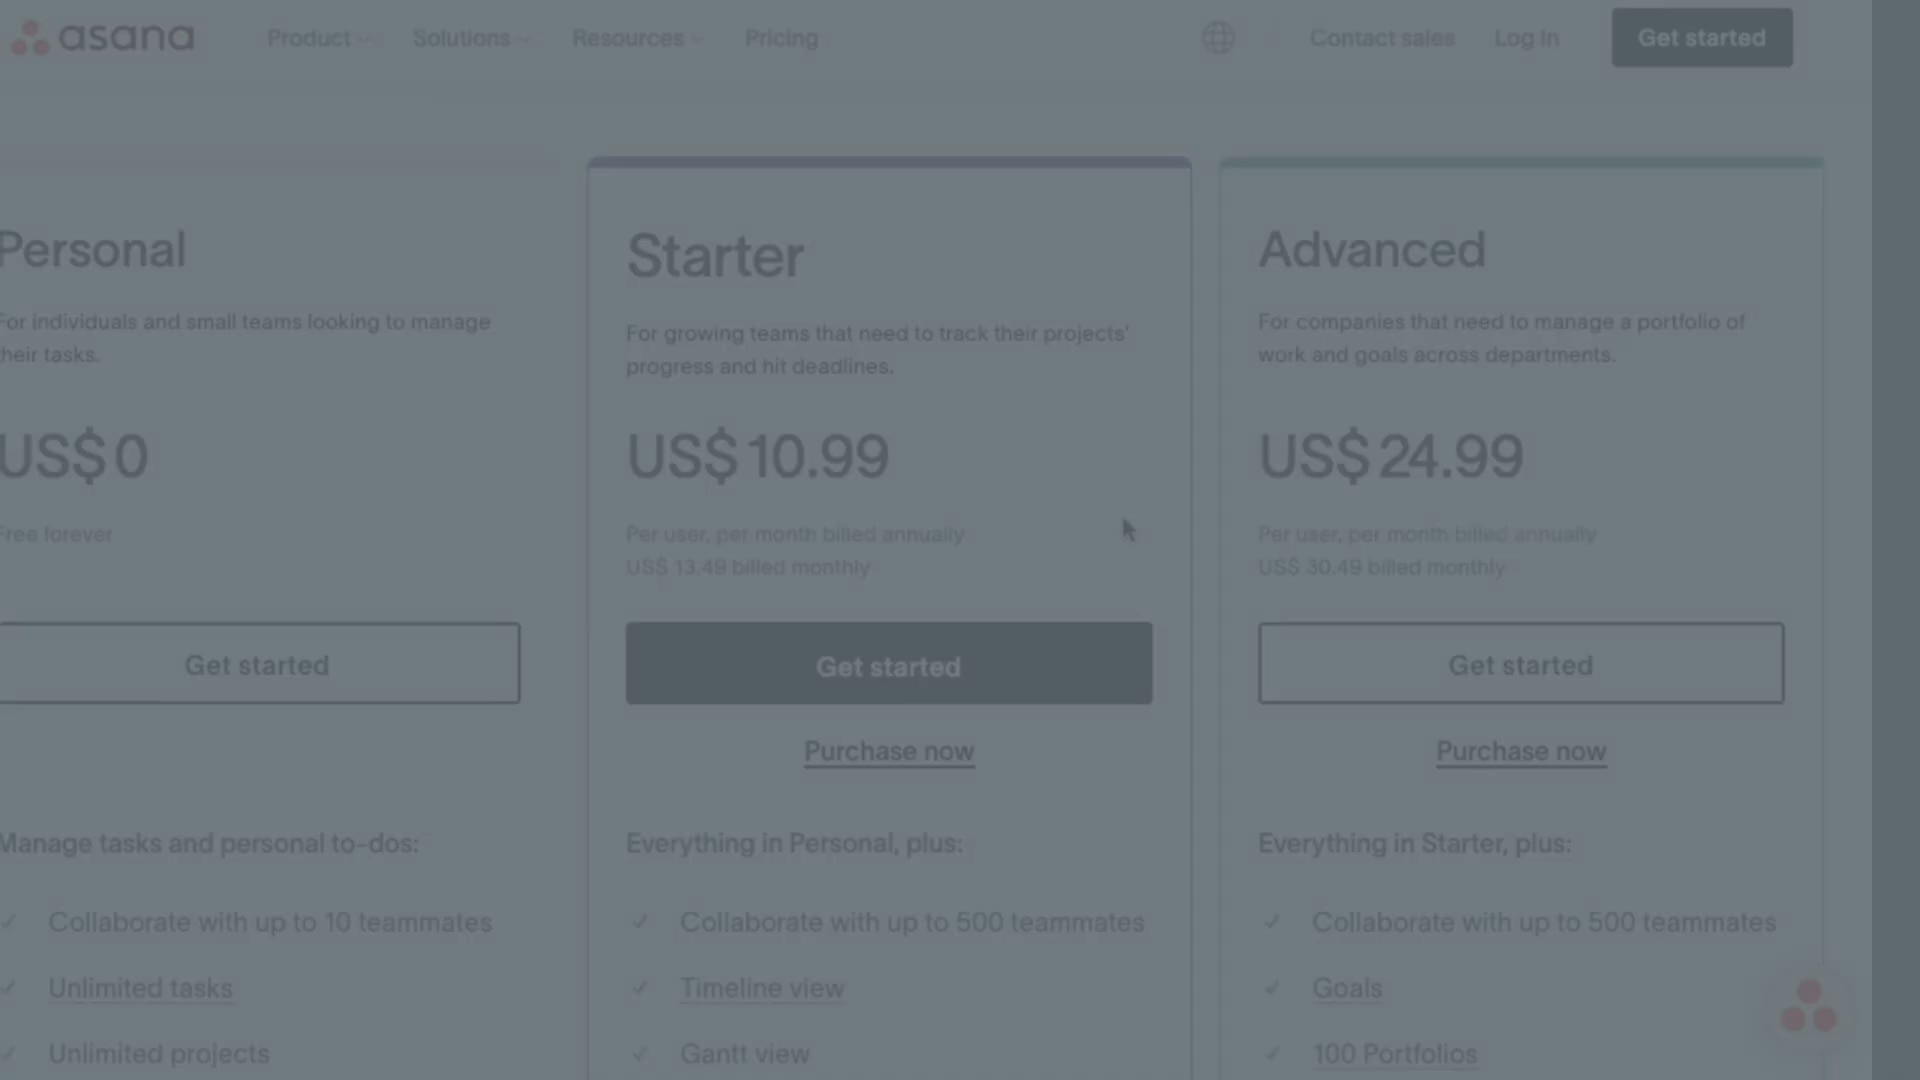 asana
Product
Solutions
Resources
Pricing
Contact sales
Log In
Get started
Personal
For individuals and small teams looking to manage
their tasks.
US$ 0
Free forever
Get started
Manage tasks and personal to-dos:
Collaborate with up to 10 teammates
Unlimited tasks
Unlimited projects
Starter
For growing teams that need to track their projects'
progress and hit deadlines.
US$ 10.99
Per user, per month billed annually
US$ 13.49 billed monthly
Get started
Purchase now
Everything in Personal, plus:
Collaborate with up to 500 teammates
Timeline view
Gantt view
Advanced
For companies that need to manage a portfolio of
work and goals across departments.
US$ 24.99
Per user, per month billed annually
US$ 30.49 billed monthly
Get started
Purchase now
Everything in Starter, plus:
Collaborate with up to 500 teammates
Goals
100 Portfolios